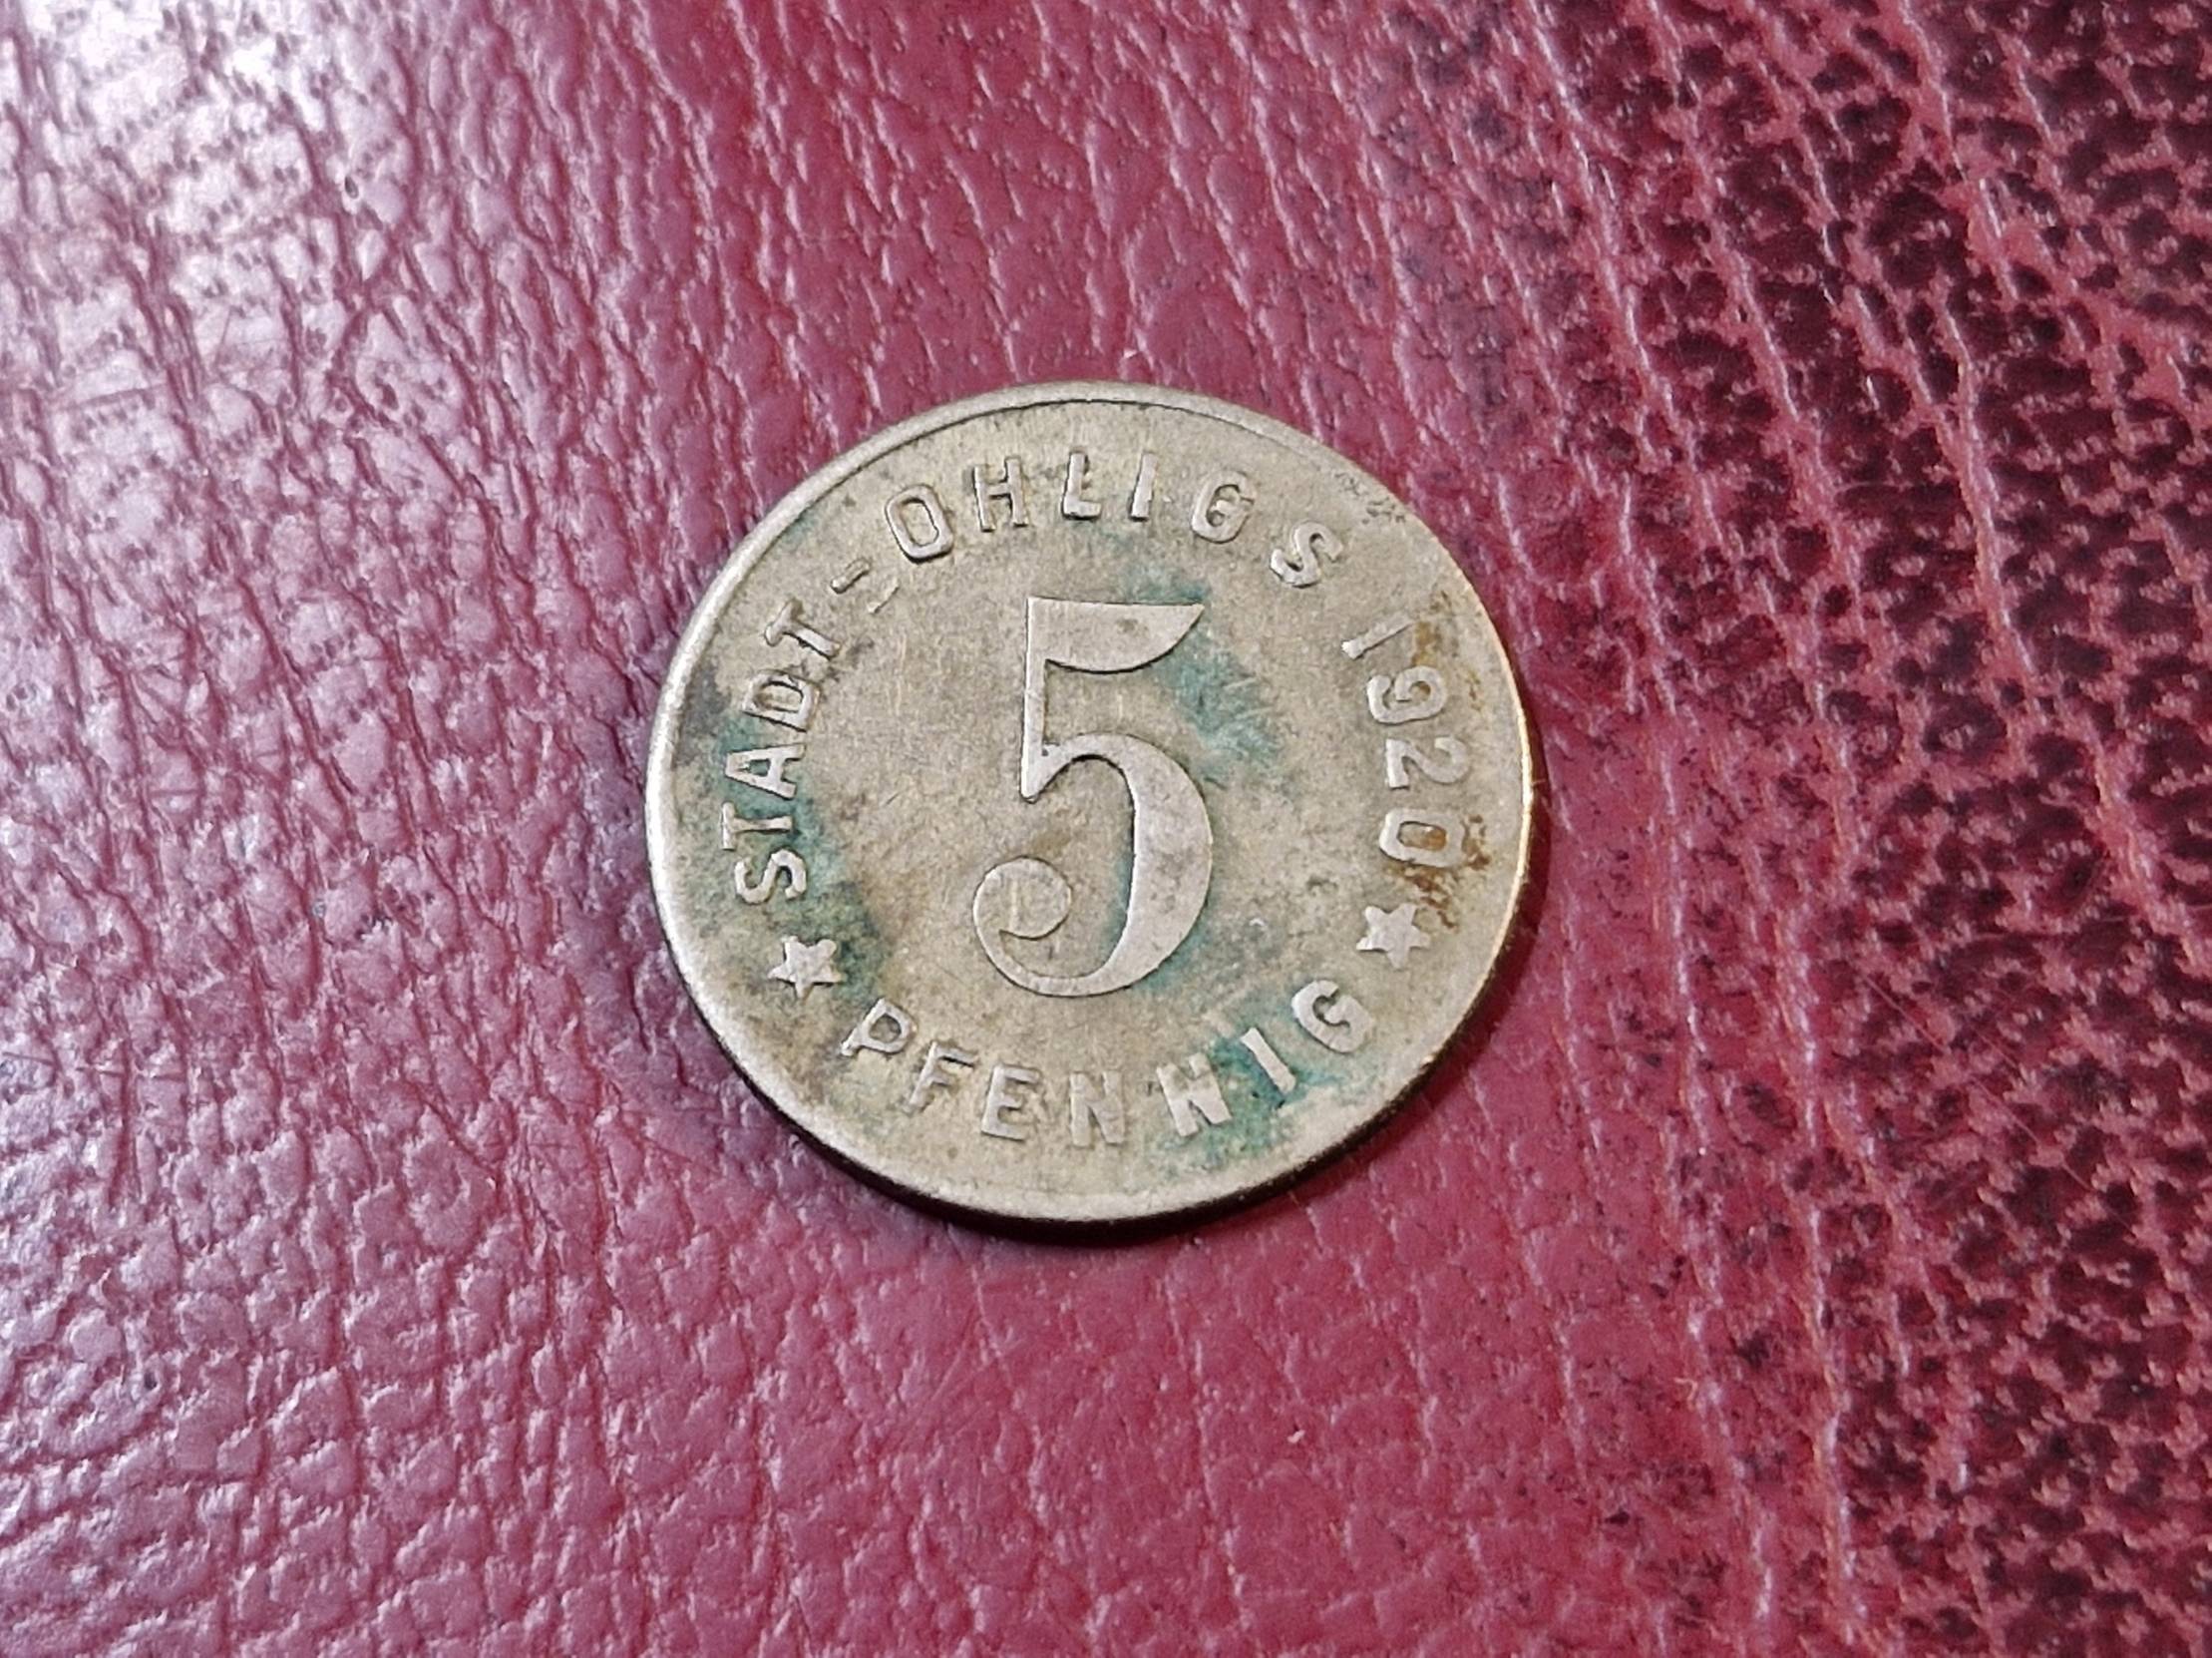 STADT=OHLIGS 1920
5
★ PFENNIG ★